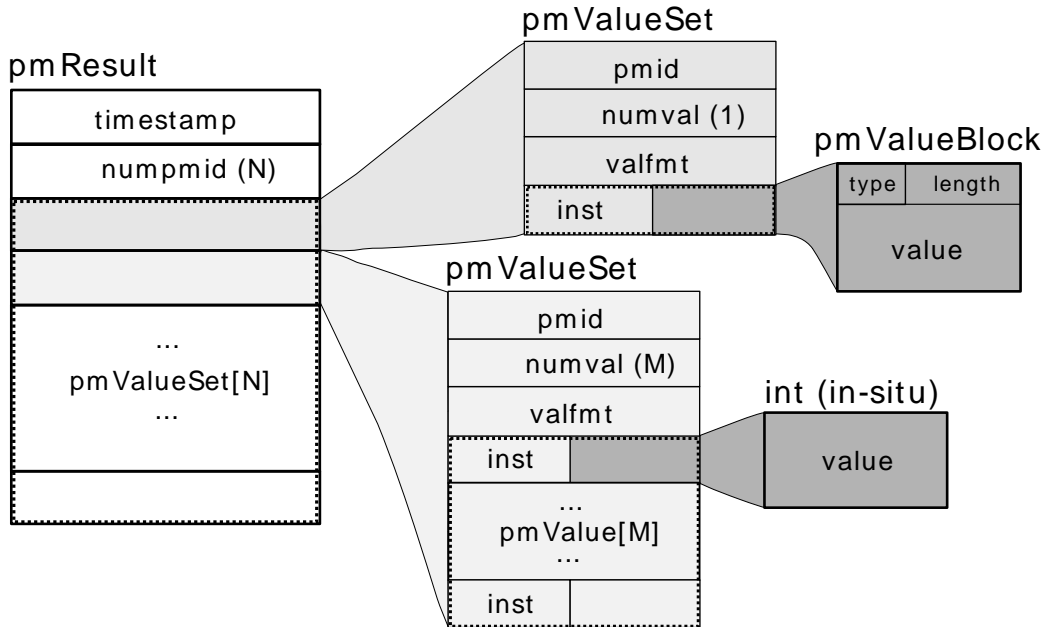 pmResult
timestamp
numpmid (N)
...
pmValueSet[N]
...
pmValueSet
pmid
numval (1)
valfmt
inst
pmValueBlock
type length
value
pmValueSet
pmid
numval (M)
valfmt
inst
...
pmValue[M]
...
inst
int (in-situ)
value